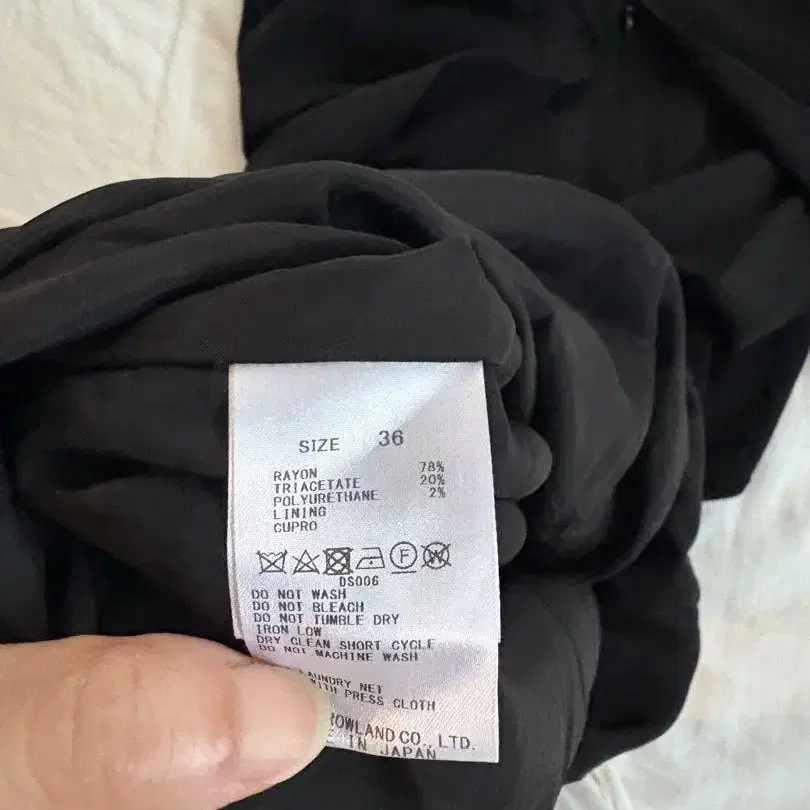 SIZE 36
RAYON 78%
TRIACETATE 20%
POLYURETHANE 2%
LINING
CUPRO
F W
DS006
DO NOT WASH
DO NOT BLEACH
DO NOT TUMBLE DRY
IRON LOW
DRY CLEAN SHORT CYCLE
DO NOT MACHINE WASH
LAUNDRY NET
WITH PRESS CLOTH
ROWLAND CO., LTD.
IN JAPAN